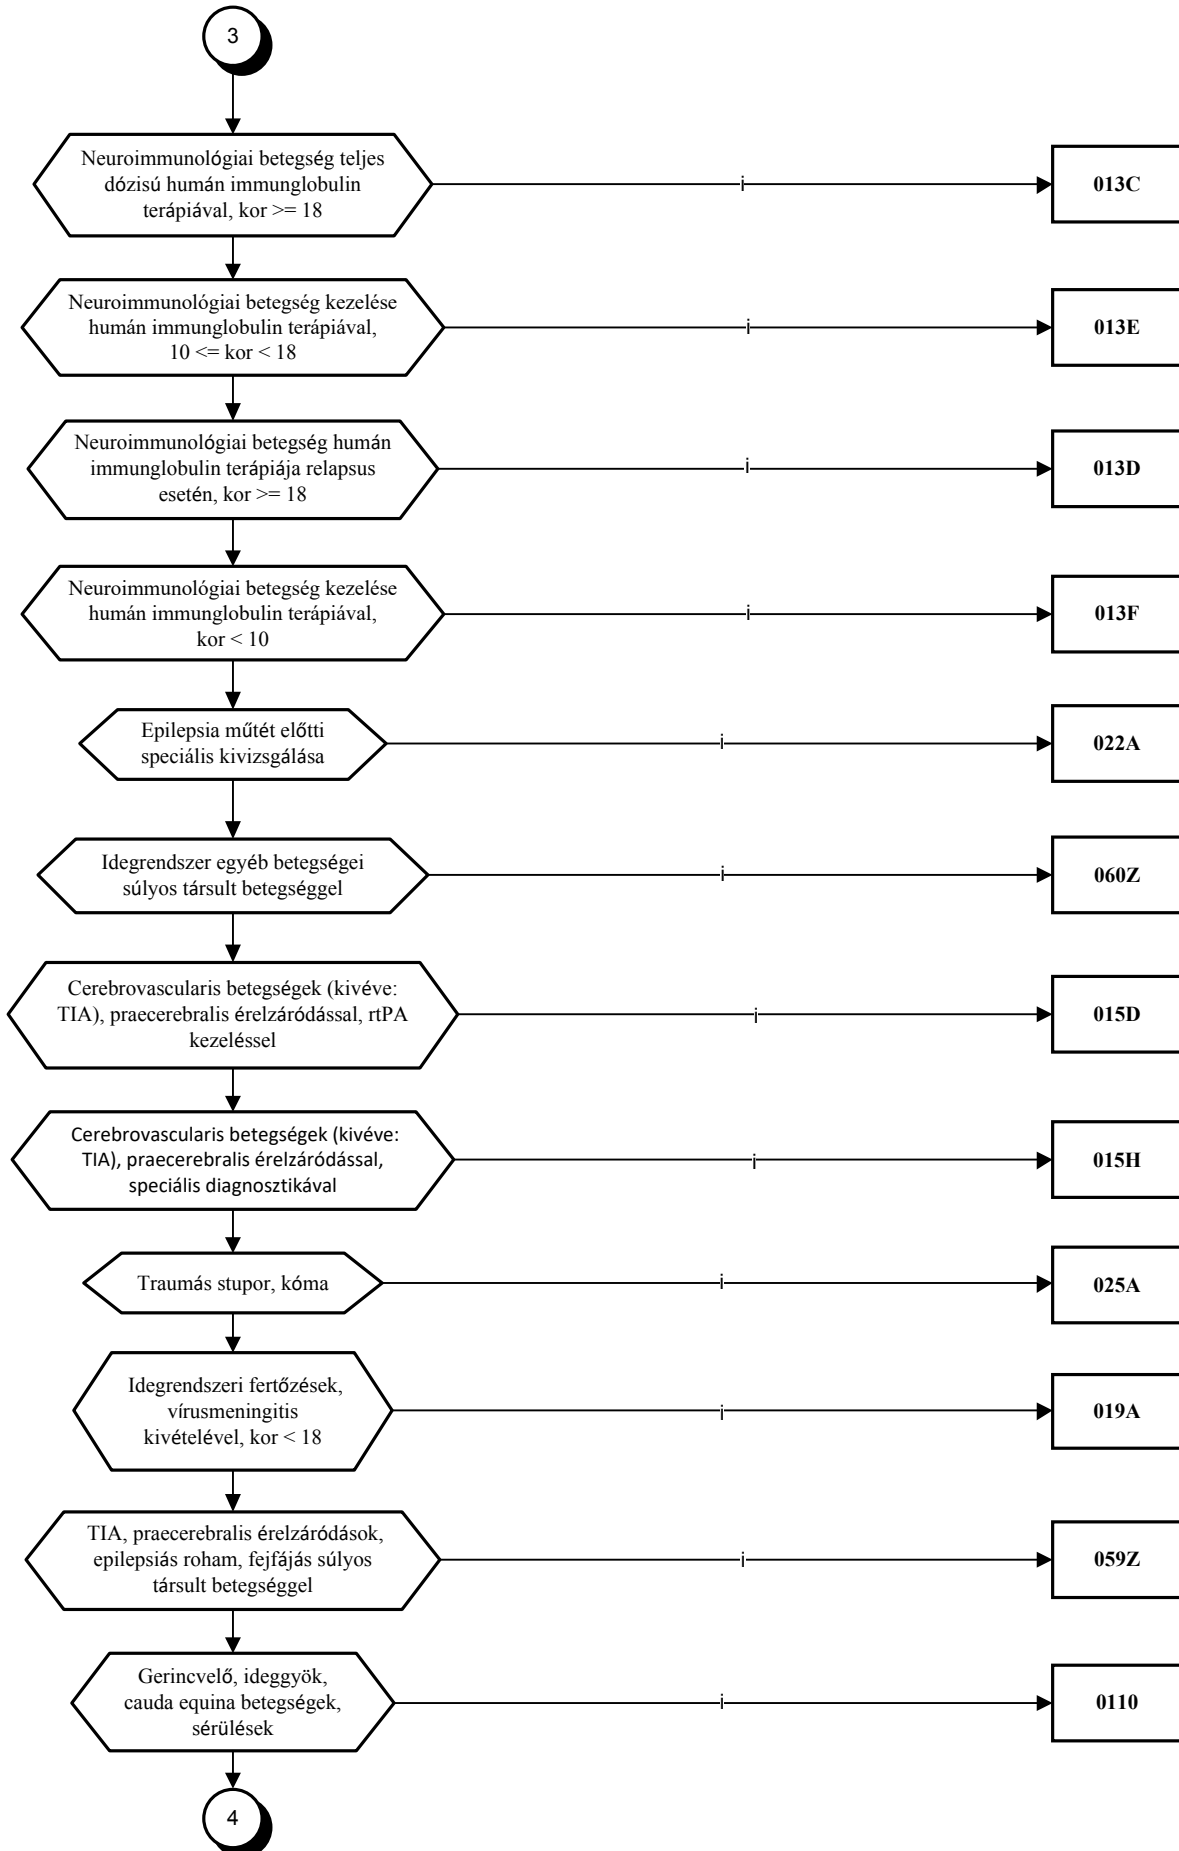 3
Neuroimmunológiai betegség teljes
dózisú humán immunglobulin
terápiával, kor >= 18
i
013C
Neuroimmunológiai betegség kezelése
humán immunglobulin terápiával,
10 <= kor < 18
i
013E
Neuroimmunológiai betegség humán
immunglobulin terápiája relapsus
esetén, kor >= 18
i
013D
Neuroimmunológiai betegség kezelése
humán immunglobulin terápiával,
kor < 10
i
013F
Epilepsia műtét előtti
speciális kivizsgálása
i
022A
Idegrendszer egyéb betegségei
súlyos társult betegséggel
i
060Z
Cerebrovascularis betegségek (kivéve:
TIA), praecerebralis érelzáródással, rtPA
kezeléssel
i
015D
Cerebrovascularis betegségek (kivéve:
TIA), praecerebralis érelzáródással,
speciális diagnosztikával
i
015H
Traumás stupor, kóma
i
025A
Idegrendszeri fertőzések,
vírusmeningitis
kivételével, kor < 18
i
019A
TIA, praecerebralis érelzáródások,
epilepsiás roham, fejfájás súlyos
társult betegséggel
i
059Z
Gerincvelő, ideggyök,
cauda equina betegségek,
sérülések
i
0110
4